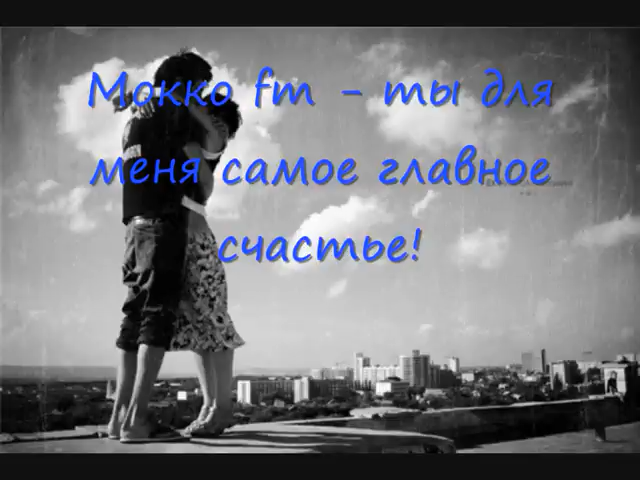 Мокко fm - ты для
меня самое главное
счастье!